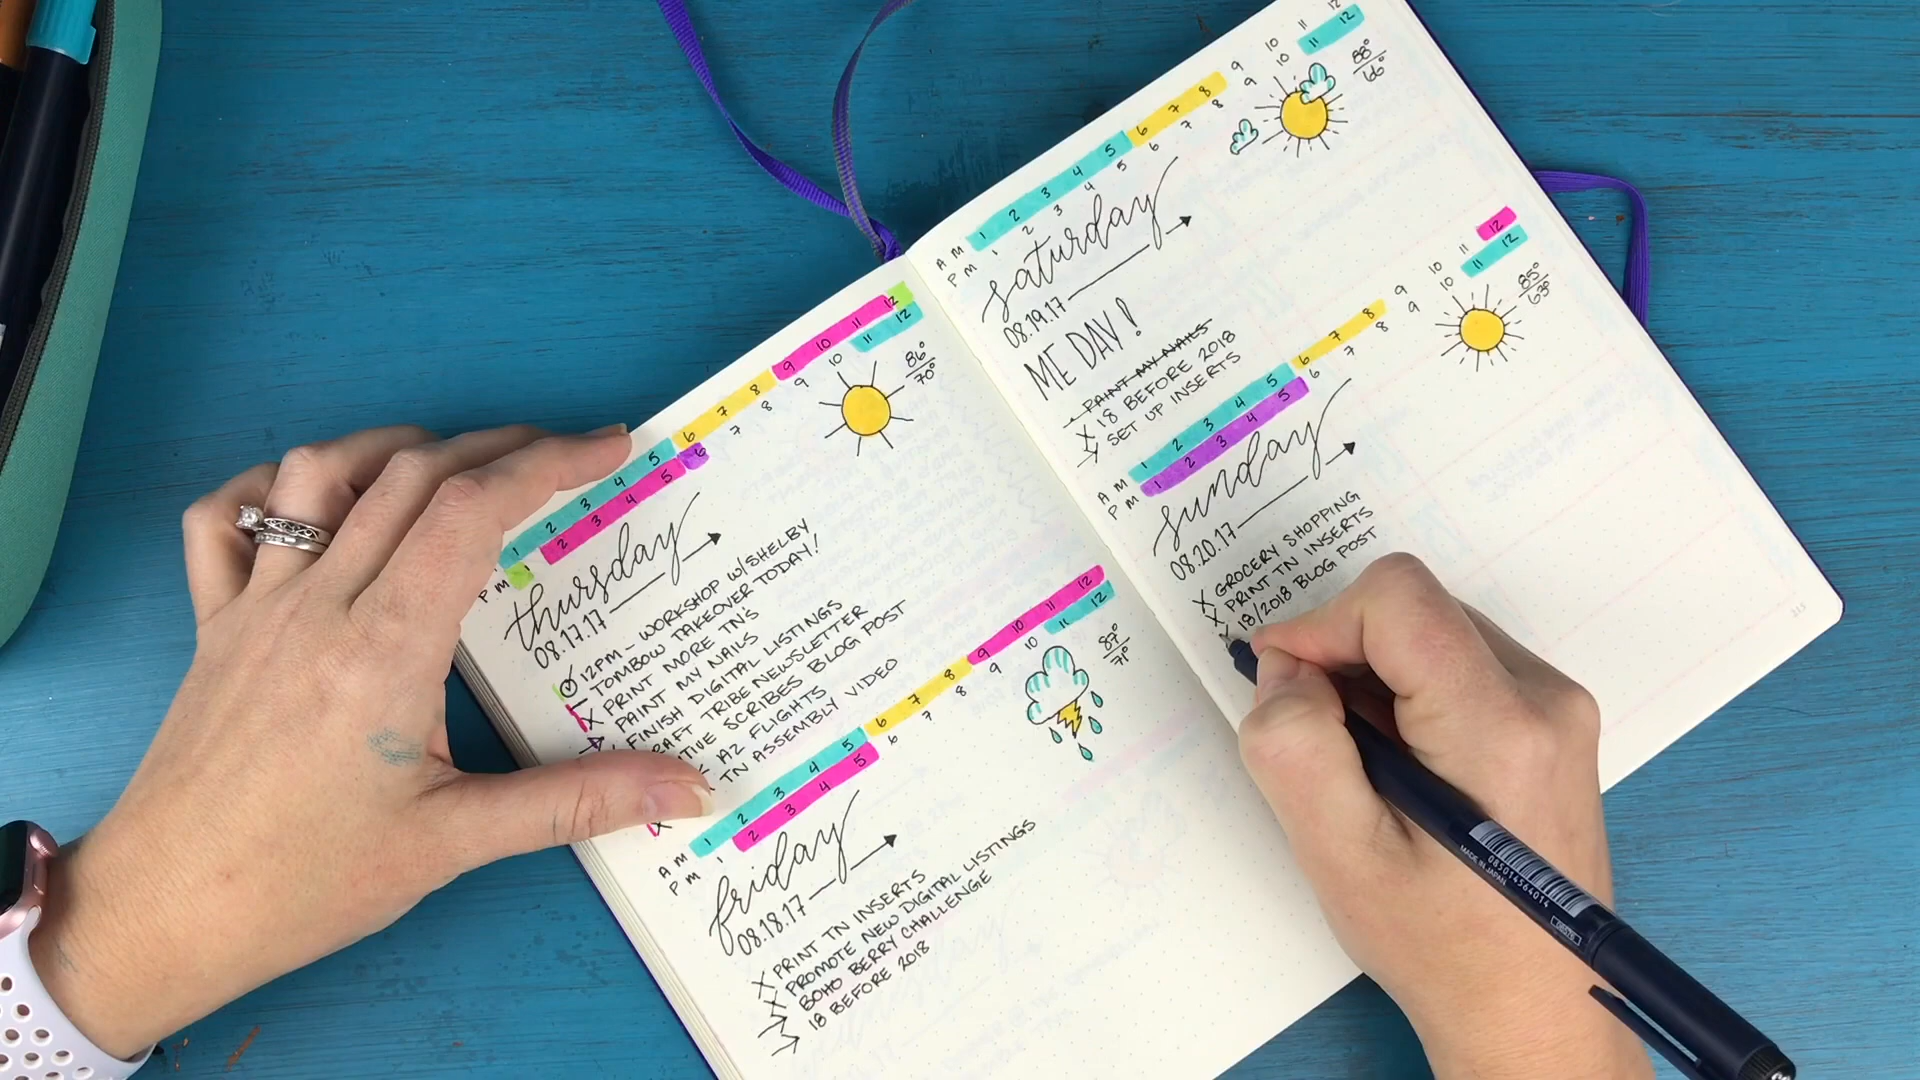 A M 1 2 3 4 5 6 7 8 9 10 11 12
P M 1 2 3 4 5 6 7 8 9 10 11 12
86°
70°
thursday
08.17.17
12PM - WORKSHOP W/SHELBY
TOMBOW TAKEOVER TODAY!
X PRINT MORE TN'S
PAINT MY NAILS
FINISH DIGITAL LISTINGS
TRIBE NEWSLETTER
SCRIBES BLOG POST
AZ FLIGHTS
TN ASSEMBLY VIDEO
X
A M 1 2 3 4 5 6 7 8 9 10 11 12
P M 1 2 3 4 5 6 7 8 9 10 11 12
87°
71°
friday
08.18.17
X PRINT TN INSERTS
X PROMOTE NEW DIGITAL LISTINGS
BOHO BERRY CHALLENGE
18 BEFORE 2018
A M 1 2 3 4 5 6 7 8 9 10 11 12
P M 1 2 3 4 5 6 7 8 9 10 11 12
88°
66°
saturday
08.19.17
ME DAY!
PAINT MY NAILS
X 18 BEFORE 2018
SET UP INSERTS
A M 1 2 3 4 5 6 7 8 9 10 11 12
P M 1 2 3 4 5 6 7 8 9 10 11 12
85°
63°
sunday
08.20.17
X GROCERY SHOPPING
X PRINT TN INSERTS
18/2018 BLOG POST
MADE IN JAPAN
085014564014